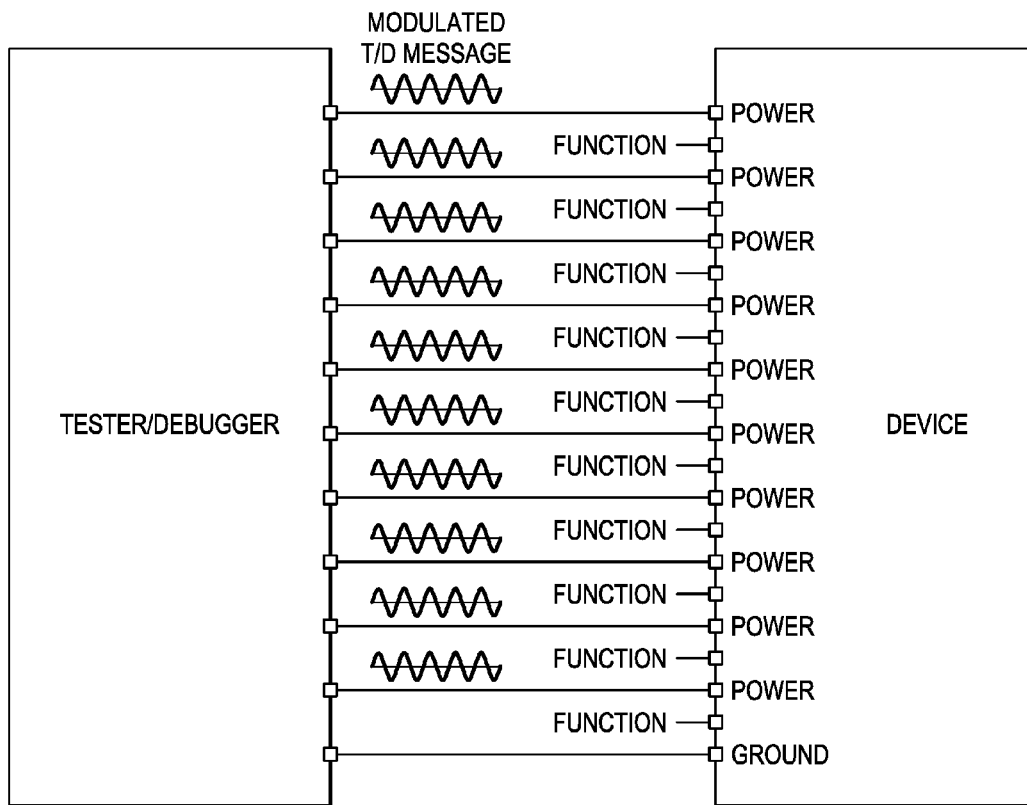 MODULATED
T/D MESSAGE
POWER
FUNCTION
POWER
FUNCTION
POWER
FUNCTION
POWER
FUNCTION
POWER
FUNCTION
TESTER/DEBUGGER
DEVICE
POWER
FUNCTION
POWER
FUNCTION
POWER
FUNCTION
POWER
FUNCTION
POWER
FUNCTION
GROUND